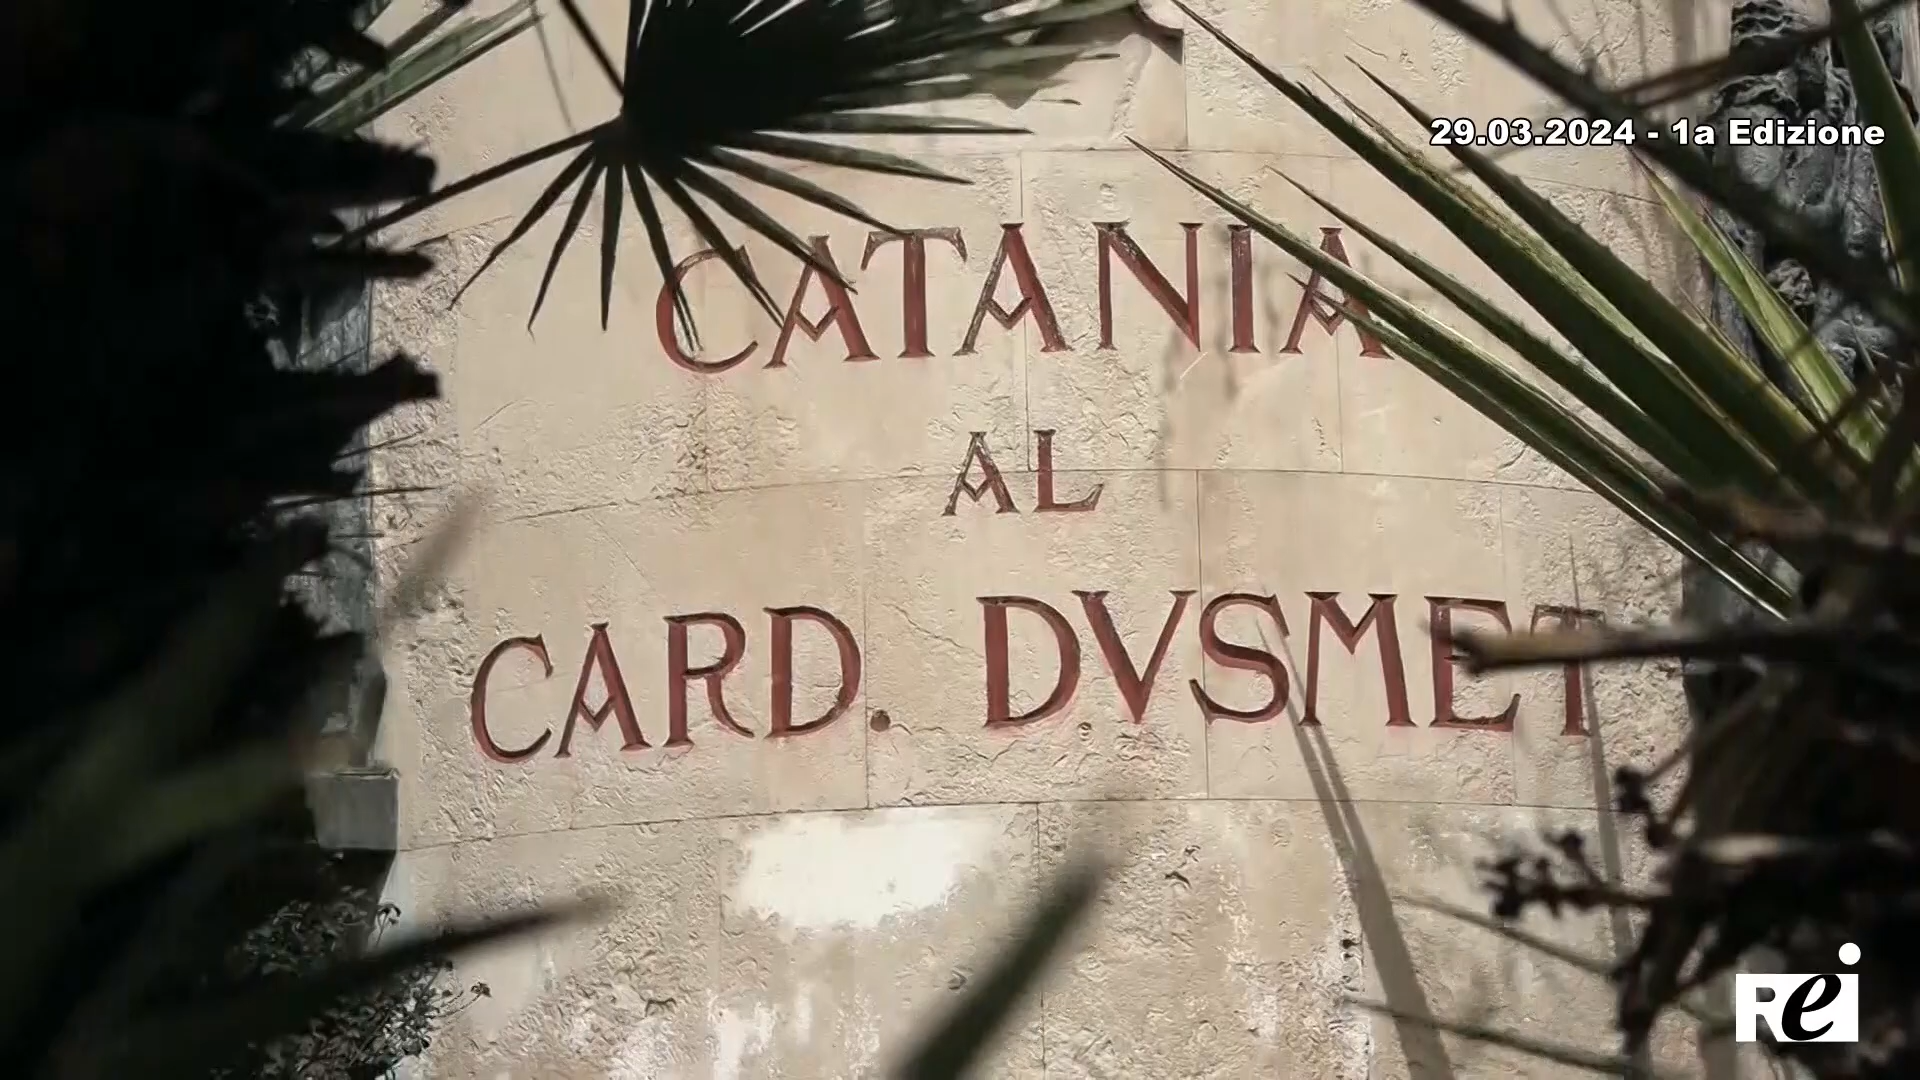 29.03.2024 - 1a Edizione
CATANIA
AL
CARD. DVSMET
Rei